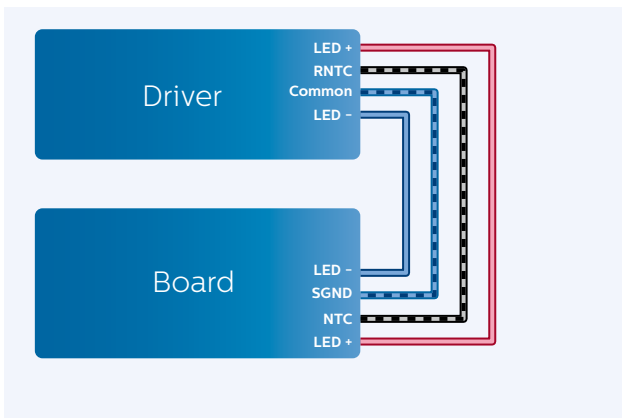 Driver
LED +
RNTC
Common
LED -
Board
LED -
SGND
NTC
LED +